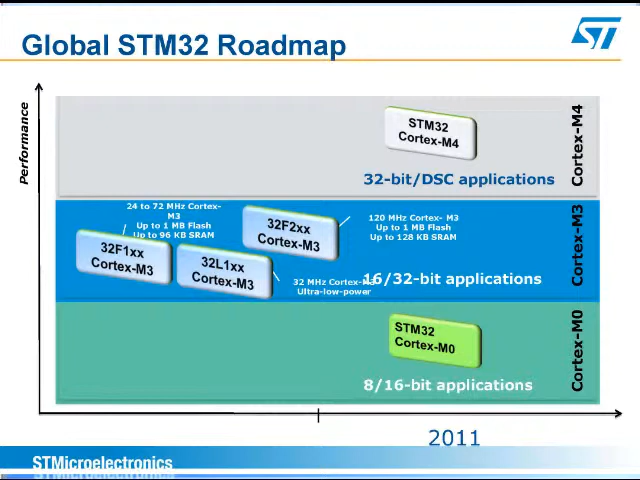 Global STM32 Roadmap
ST
Performance
STM32
Cortex-M4
32-bit/DSC applications
Cortex-M4
24 to 72 MHz Cortex-
M3
Up to 1 MB Flash
Up to 96 KB SRAM
32F1xx
Cortex-M3
32L1xx
Cortex-M3
32F2xx
Cortex-M3
120 MHz Cortex- M3
Up to 1 MB Flash
Up to 128 KB SRAM
32 MHz Cortex-M3
Ultra-low-power
16/32-bit applications
Cortex-M3
STM32
Cortex-M0
8/16-bit applications
Cortex-M0
2011
STMicroelectronics